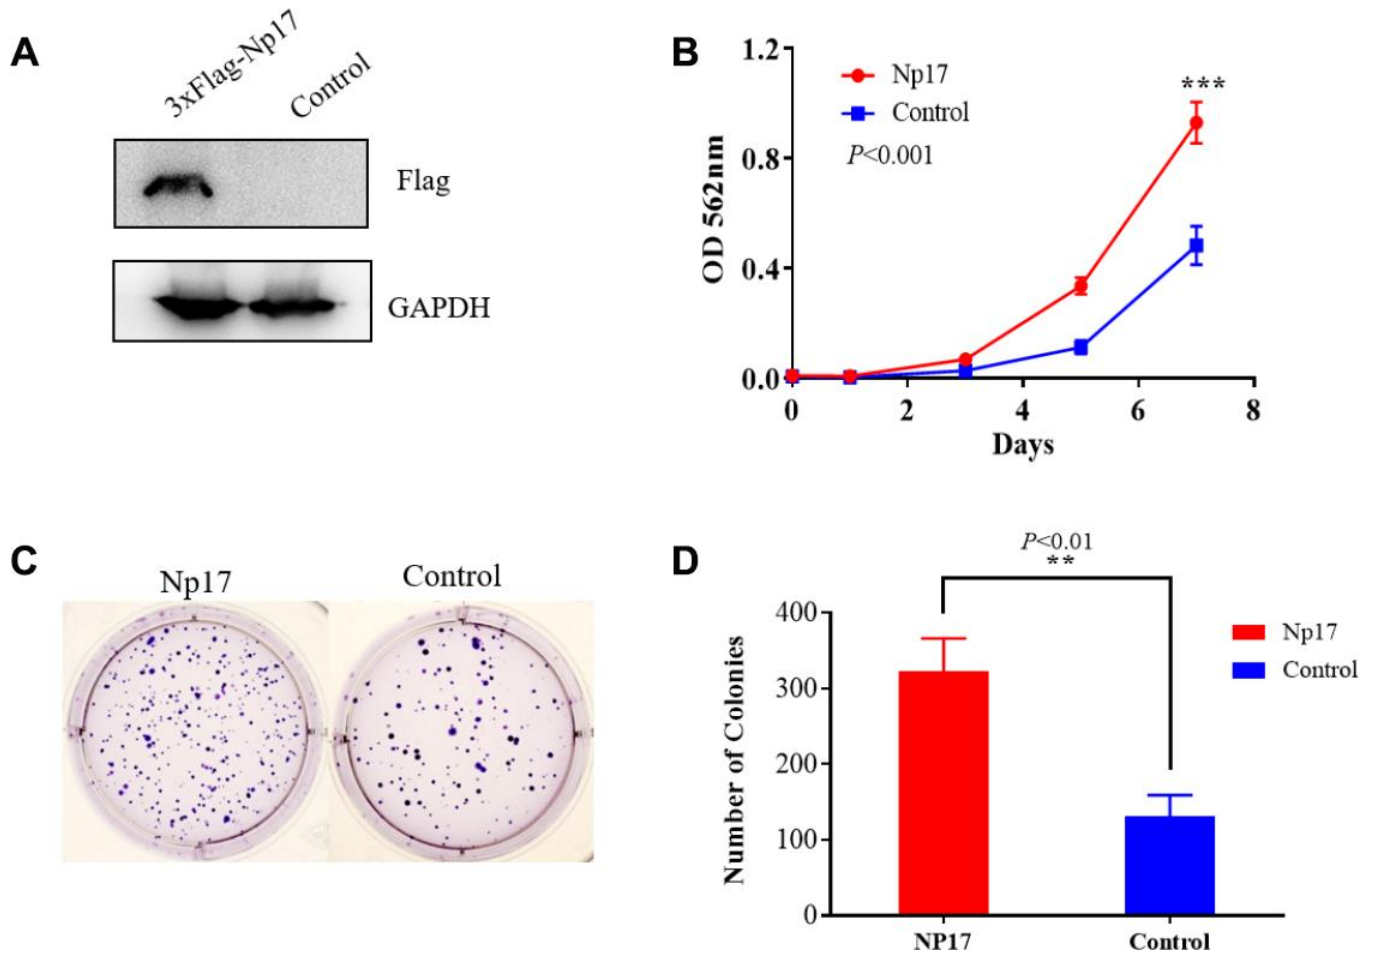 A
3xFlag-Np17
Control
Flag
GAPDH
B
1.2
0.8
0.4
0.0
OD 562nm
Np17
Control
P<0.001
***
0 2 4 6 8
Days
C
Np17
Control
D
P<0.01
**
400
300
200
100
0
Number of Colonies
Np17
Control
NP17 Control